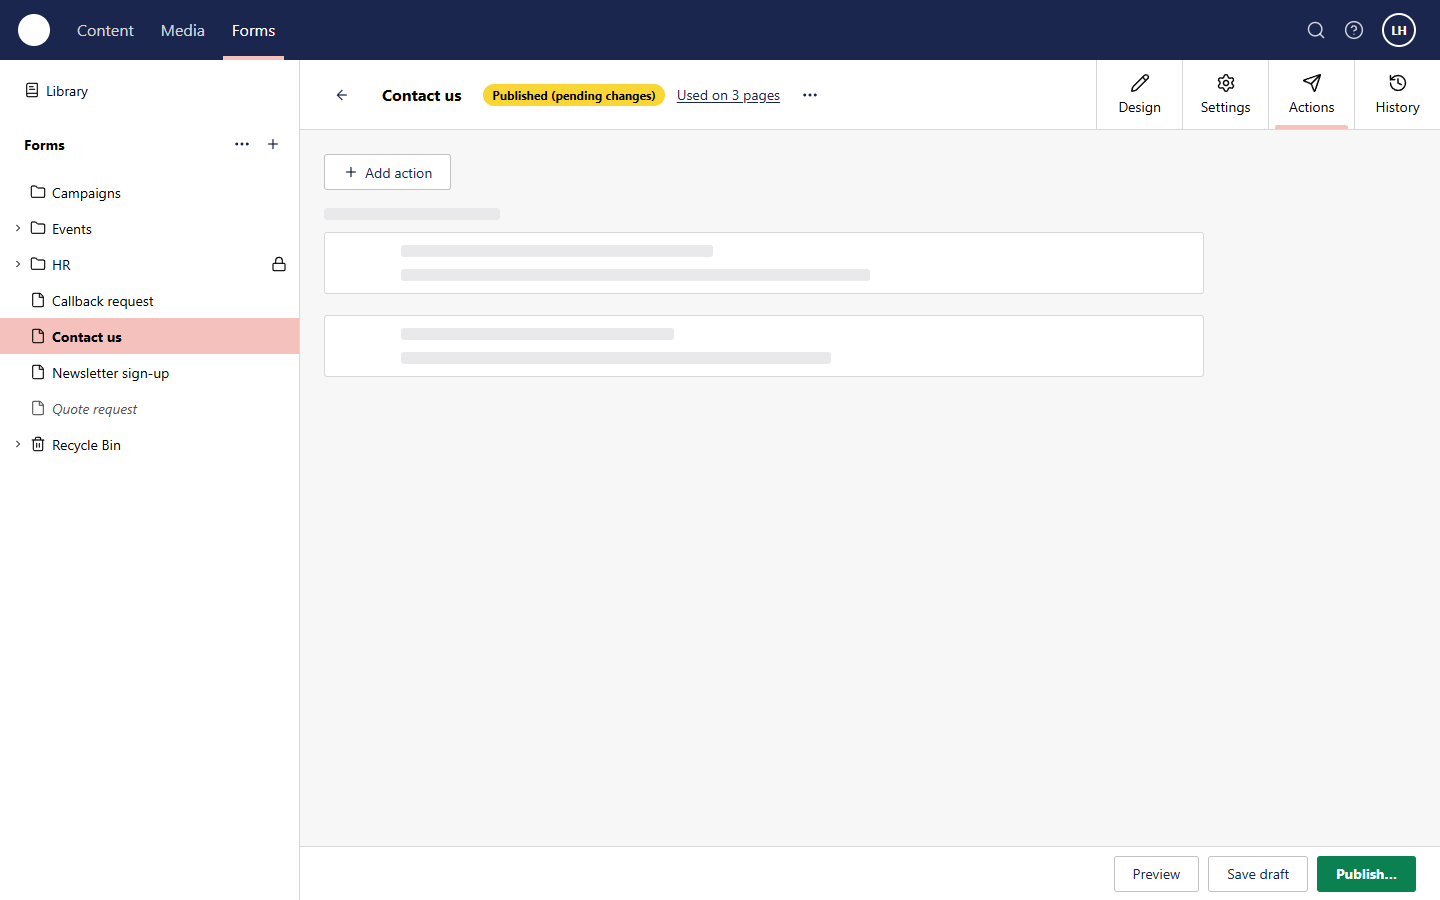 Content Media Forms
LH
Library
Forms
Campaigns
Events
HR
Callback request
Contact us
Newsletter sign-up
Quote request
Recycle Bin
Contact us Published (pending changes) Used on 3 pages
Design Settings Actions History
Add action
Preview Save draft Publish...